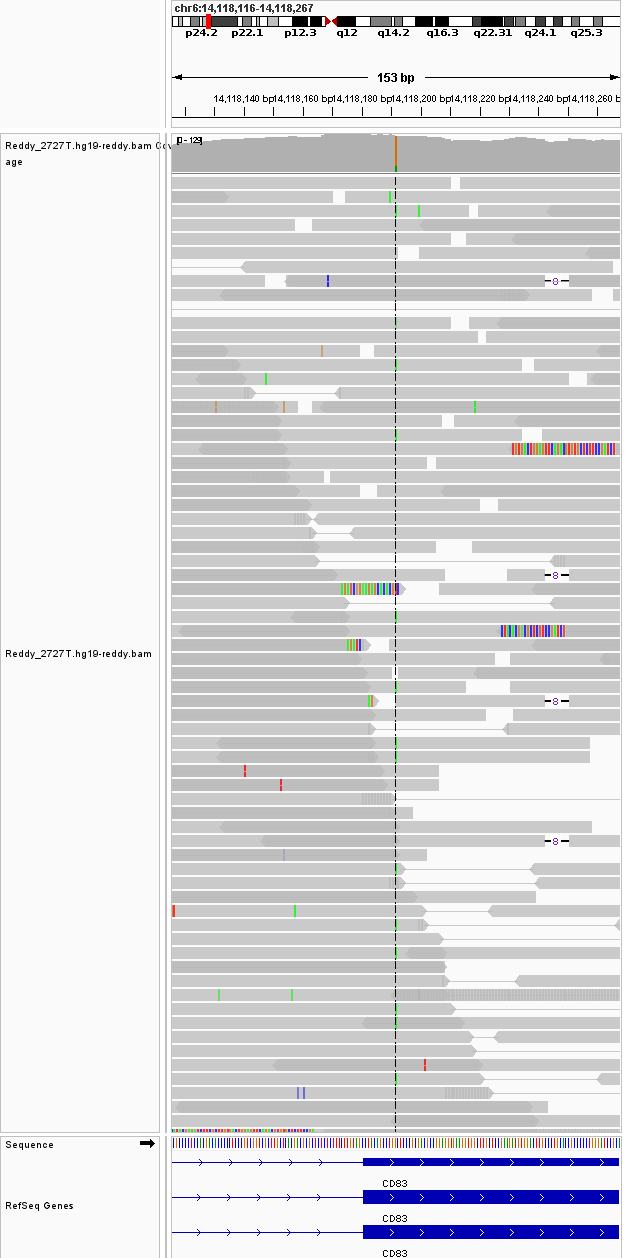 chr6:14,118,116-14,118,267
p24.2 p22.1 p12.3 q12 q14.2 q16.3 q22.31 q24.1 q25.3
153 bp
14,118,140 bp 14,118,160 bp 14,118,180 bp 14,118,200 bp 14,118,220 bp 14,118,240 bp 14,118,260 b
Reddy_2727T.hg19-reddy.bam Cov
age
[0 - 129]
8
8
Reddy_2727T.hg19-reddy.bam
8
8
Sequence
CD83
RefSeq Genes
CD83
CD83